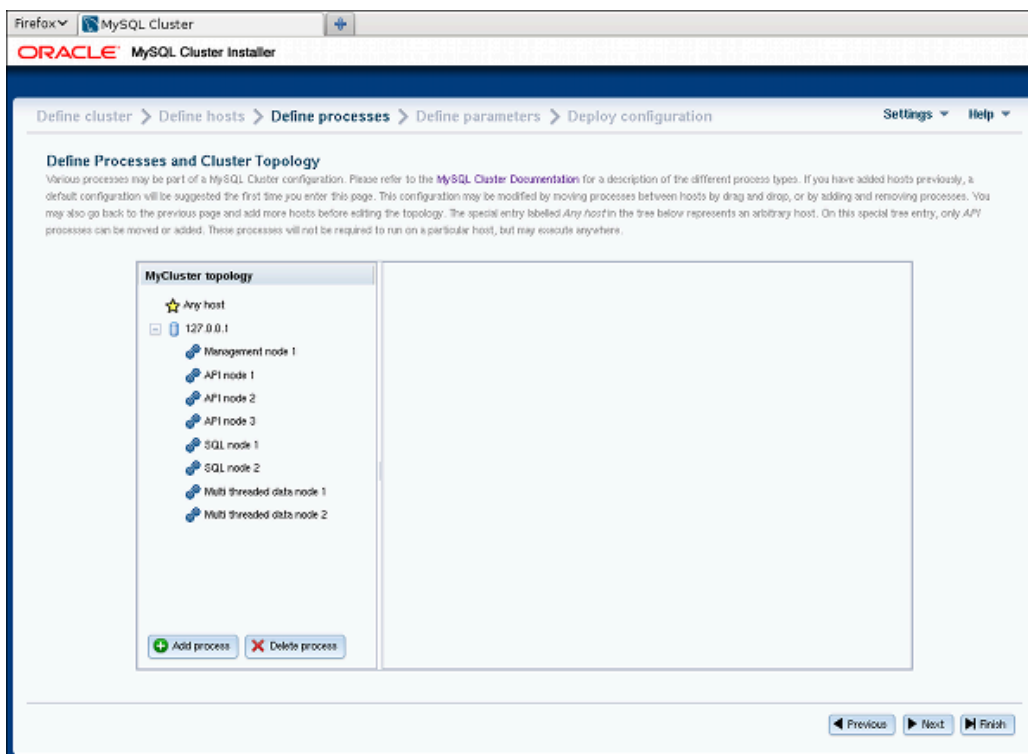 Firefox MySQL Cluster
ORACLE MySQL Cluster Installer
Define cluster Define hosts Define processes Define parameters Deploy configuration Settings Help
Define Processes and Cluster Topology
Various processes may be part of a MySQL Cluster configuration. Please refer to the MySQL Cluster Documentation for a description of the different process types. If you have added hosts previously, a
default configuration will be suggested the first time you enter this page. This configuration may be modified by moving processes between hosts by drag and drop, or by adding and removing processes. You
may also go back to the previous page and add more hosts before editing the topology. The special entry labelled Any host in the tree below represents an arbitrary host. On this special tree entry, only API
processes can be moved or added. These processes will not be required to run on a particular host, but may execute anywhere.
MyCluster topology
Any host
127.0.0.1
Management node 1
API node 1
API node 2
API node 3
SQL node 1
SQL node 2
Multi threaded data node 1
Multi threaded data node 2
Add process Delete process
Previous Next Finish